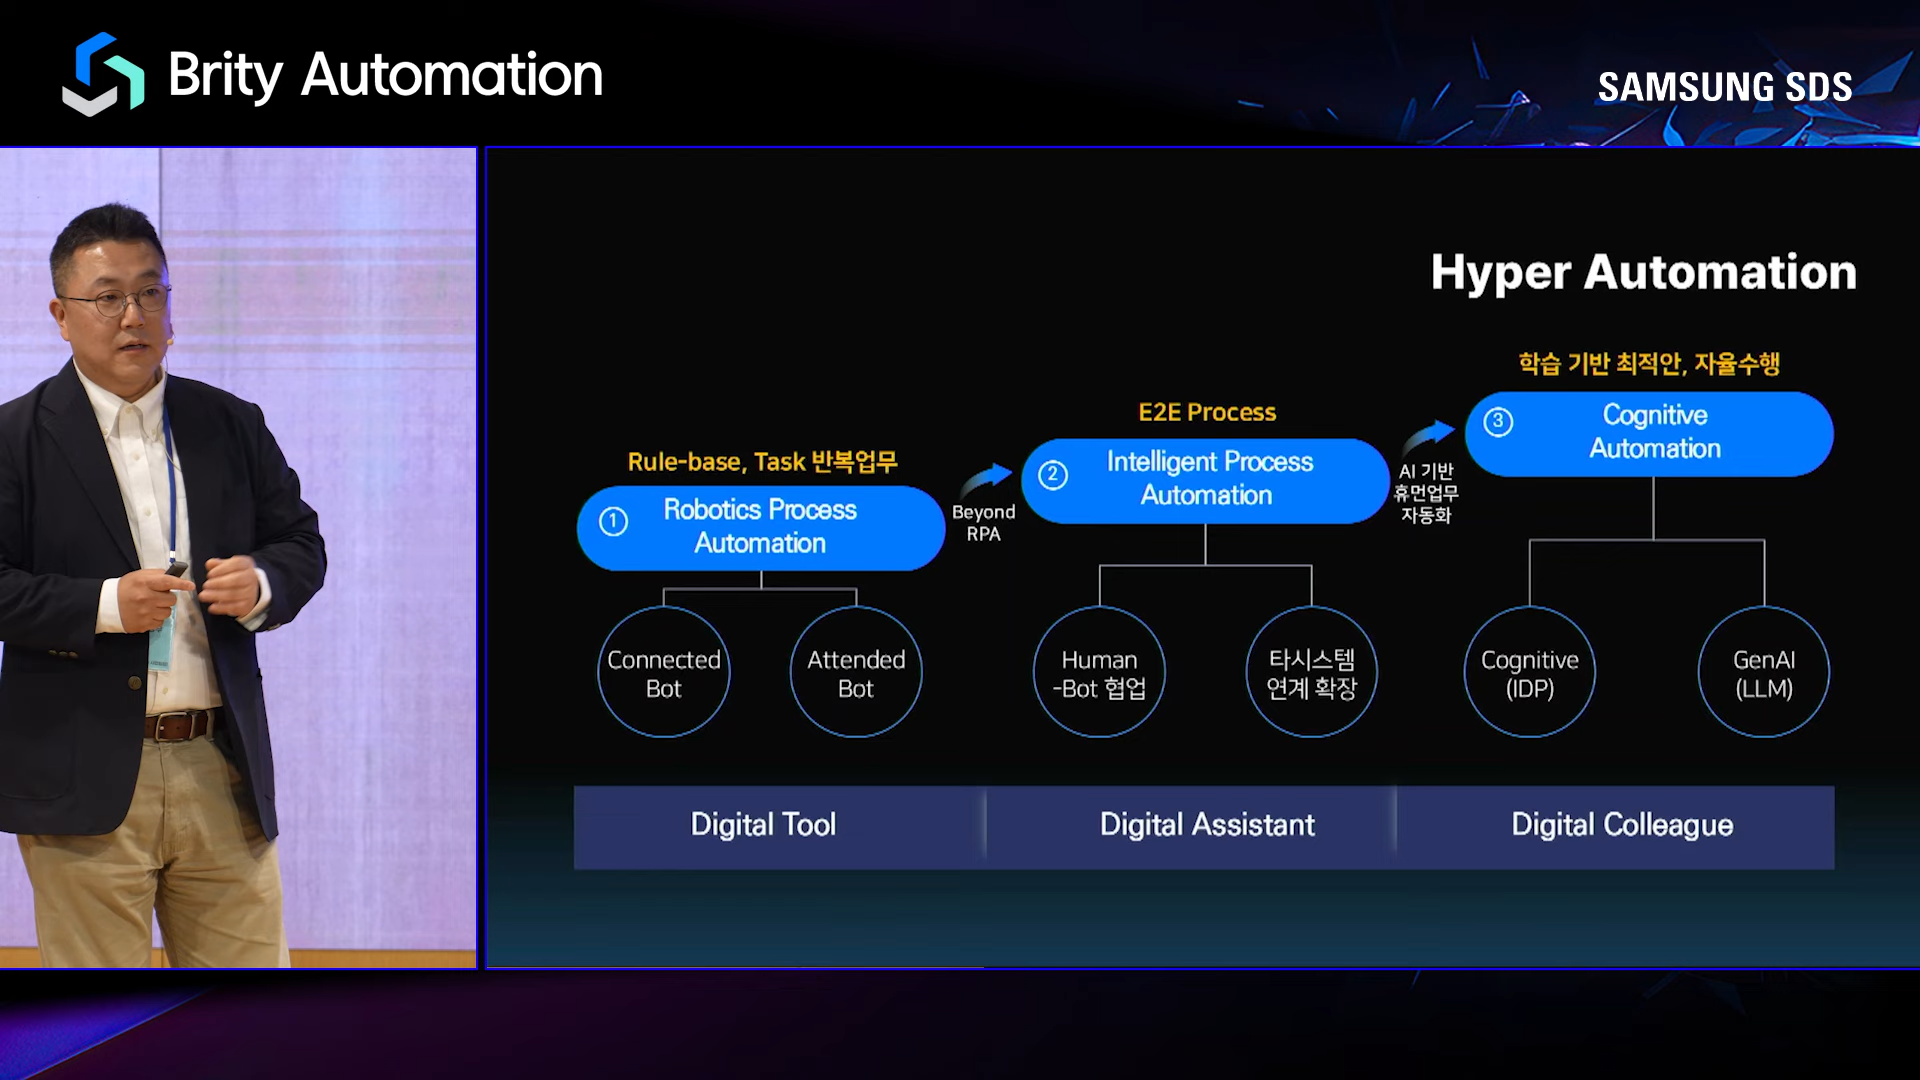 Brity Automation
SAMSUNG SDS
Hyper Automation
Rule-base, Task 반복업무
1
Robotics Process
Automation
Connected
Bot
Attended
Bot
Beyond
RPA
E2E Process
2
Intelligent Process
Automation
Human
-Bot 협업
타시스템
연계 확장
AI 기반
휴먼업무
자동화
학습 기반 최적안, 자율수행
3
Cognitive
Automation
Cognitive
(IDP)
GenAI
(LLM)
Digital Tool
Digital Assistant
Digital Colleague